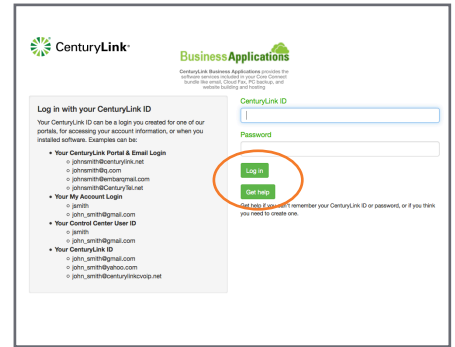 CenturyLink®
Business Applications
CenturyLink Business Applications provides the
software services included in your Core Connect
bundle like email, Cloud Fax, PC backup, and
website building and hosting.
Log in with your CenturyLink ID
Your CenturyLink ID can be a login you created for one of our
portals, for accessing your account information, or when you
installed software. Examples can be:
• Your CenturyLink Portal & Email Login
johnsmith@centurylink.net
johnsmith@q.com
johnsmith@embarqmail.com
johnsmith@CenturyTel.net
• Your My Account Login
jsmith
john_smith@gmail.com
• Your Control Center User ID
jsmith
john_smith@gmail.com
• Your CenturyLink ID
john_smith@gmail.com
john_smith@yahoo.com
john_smith@centurylinkcvoip.net
CenturyLink ID
Password
Log in
Get help
Get help if you can't remember your CenturyLink ID or password, or if you think
you need to create one.